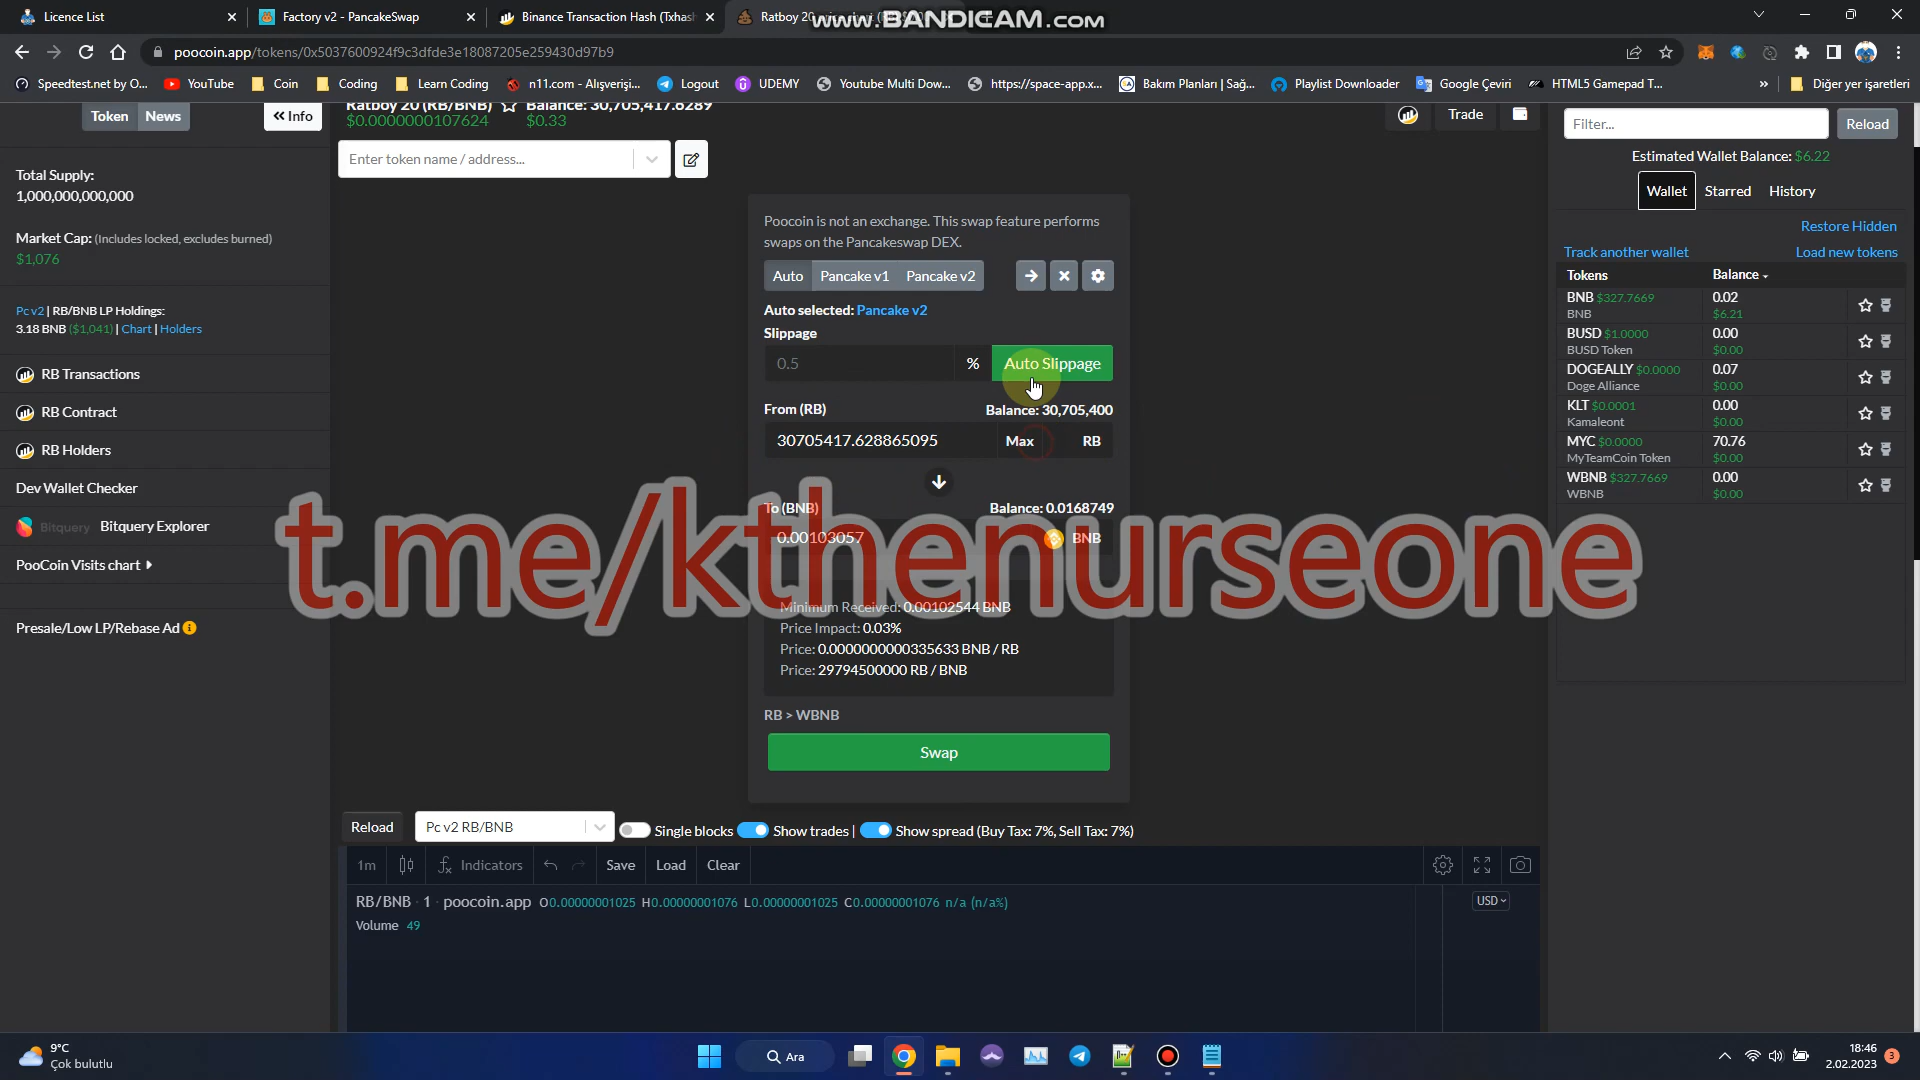 Licence List
Factory v2 - PancakeSwap
Binance Transaction Hash (Txhash
Ratboy 20
www.BANDICAM.com
poocoin.app/tokens/0x5037600924f9c3dfde3e18087205e259430d97b9
Speedtest.net by O...
YouTube
Coin
Coding
Learn Coding
n11.com - Alışverişi...
Logout
UDEMY
Youtube Multi Dow...
https://space-app.x...
Bakım Planları | Sağ...
Playlist Downloader
Google Çeviri
HTML5 Gamepad T...
»
Diğer yer işaretleri
Token
News
« Info
Total Supply:
1,000,000,000,000
Market Cap: (Includes locked, excludes burned)
$1,076
Pc v2 | RB/BNB LP Holdings:
3.18 BNB ($1,041) | Chart | Holders
RB Transactions
RB Contract
RB Holders
Dev Wallet Checker
Bitquery Bitquery Explorer
PooCoin Visits chart
Presale/Low LP/Rebase Ad
Ratboy 20 (RB/BNB)
$0.0000000107624
Balance: 30,705,417.6289
$0.33
Trade
Enter token name / address...
Poocoin is not an exchange. This swap feature performs
swaps on the Pancakeswap DEX.
Auto
Pancake v1
Pancake v2
Auto selected: Pancake v2
Slippage
0.5
%
Auto Slippage
From (RB)
Balance: 30,705,400
30705417.628865095
Max
RB
To (BNB)
Balance: 0.0168749
0.00103057
BNB
t.me/kthenurseone
Minimum Received: 0.00102544 BNB
Price Impact: 0.03%
Price: 0.0000000000335633 BNB / RB
Price: 29794500000 RB / BNB
RB > WBNB
Swap
Reload
Pc v2 RB/BNB
Single blocks
Show trades |
Show spread (Buy Tax: 7%, Sell Tax: 7%)
1m
Indicators
Save
Load
Clear
RB/BNB · 1 · poocoin.app O0.00000001025 H0.00000001076 L0.00000001025 C0.00000001076 n/a (n/a%)
Volume 49
USD
Filter...
Reload
Estimated Wallet Balance: $6.22
Wallet
Starred
History
Restore Hidden
Track another wallet
Load new tokens
Tokens
Balance
BNB $327.7669
BNB
0.02
$6.21
BUSD $1.0000
BUSD Token
0.00
$0.00
DOGEALLY $0.0000
Doge Alliance
0.07
$0.00
KLT $0.0001
Kamaleont
0.00
$0.00
MYC $0.0000
MyTeamCoin Token
70.76
$0.00
WBNB $327.7669
WBNB
0.00
$0.00
9°C
Çok bulutlu
Ara
18:46
2.02.2023
3